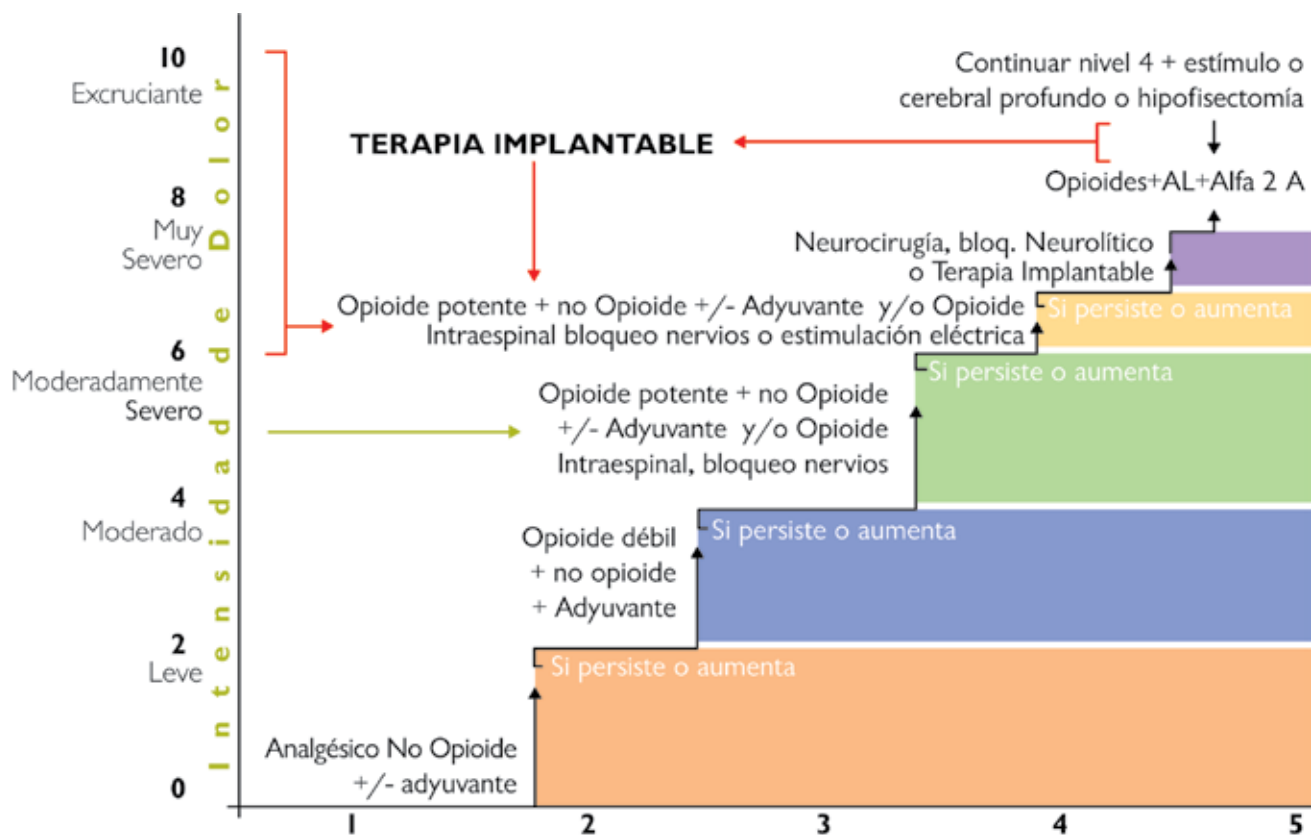 10
Excruciante
8
Muy
Severo
6
Moderadamente
Severo
4
Moderado
2
Leve
0
Intensidad de Dolor
Continuar nivel 4 + estímulo o
cerebral profundo o hipofisectomía
TERAPIA IMPLANTABLE
Opioides+AL+Alfa 2 A
Neurocirugía, bloq. Neurolítico
o Terapia Implantable
Opioide potente + no Opioide +/- Adyuvante y/o Opioide
Intraespinal bloqueo nervios o estimulación eléctrica
Si persiste o aumenta
Si persiste o aumenta
Opioide potente + no Opioide
+/- Adyuvante y/o Opioide
Intraespinal, bloqueo nervios
Si persiste o aumenta
Opioide débil
+ no opioide
+ Adyuvante
Si persiste o aumenta
Analgésico No Opioide
+/- adyuvante
1 2 3 4 5